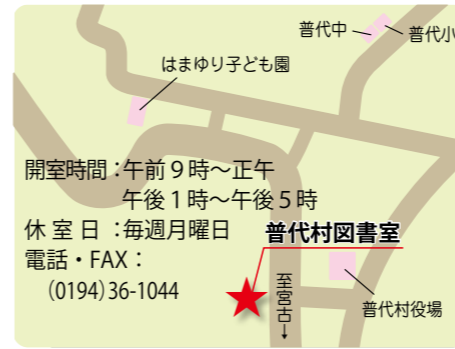 普代中
普代小
はまゆり子ども園
開室時間：午前９時～正午
午後１時～午後５時
休室日：毎週月曜日
普代村図書室
電話・FAX：
(0194)36-1044
至宮古↓
普代村役場